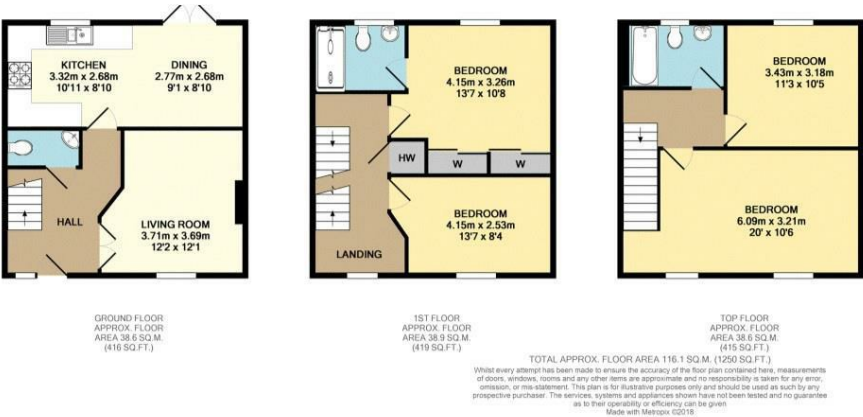 KITCHEN
3.32m x 2.68m
10'11 x 8'10
DINING
2.77m x 2.68m
9'1 x 8'10
HALL
LIVING ROOM
3.71m x 3.69m
12'2 x 12'1
GROUND FLOOR
APPROX. FLOOR
AREA 38.6 SQ.M.
(416 SQ.FT.)
BEDROOM
4.15m x 3.26m
13'7 x 10'8
HW
W
W
BEDROOM
4.15m x 2.53m
13'7 x 8'4
LANDING
1ST FLOOR
APPROX. FLOOR
AREA 38.9 SQ.M.
(419 SQ.FT.)
BEDROOM
3.43m x 3.18m
11'3 x 10'5
BEDROOM
6.09m x 3.21m
20' x 10'6
TOP FLOOR
APPROX. FLOOR
AREA 38.6 SQ.M.
(415 SQ.FT.)
TOTAL APPROX. FLOOR AREA 116.1 SQ.M. (1250 SQ.FT.)
Whilst every attempt has been made to ensure the accuracy of the floor plan contained here, measurements
of doors, windows, rooms and any other items are approximate and no responsibility is taken for any error,
omission, or mis-statement. This plan is for illustrative purposes only and should be used as such by any
prospective purchaser. The services, systems and appliances shown have not been tested and no guarantee
as to their operability or efficiency can be given
Made with Metropix ©2018